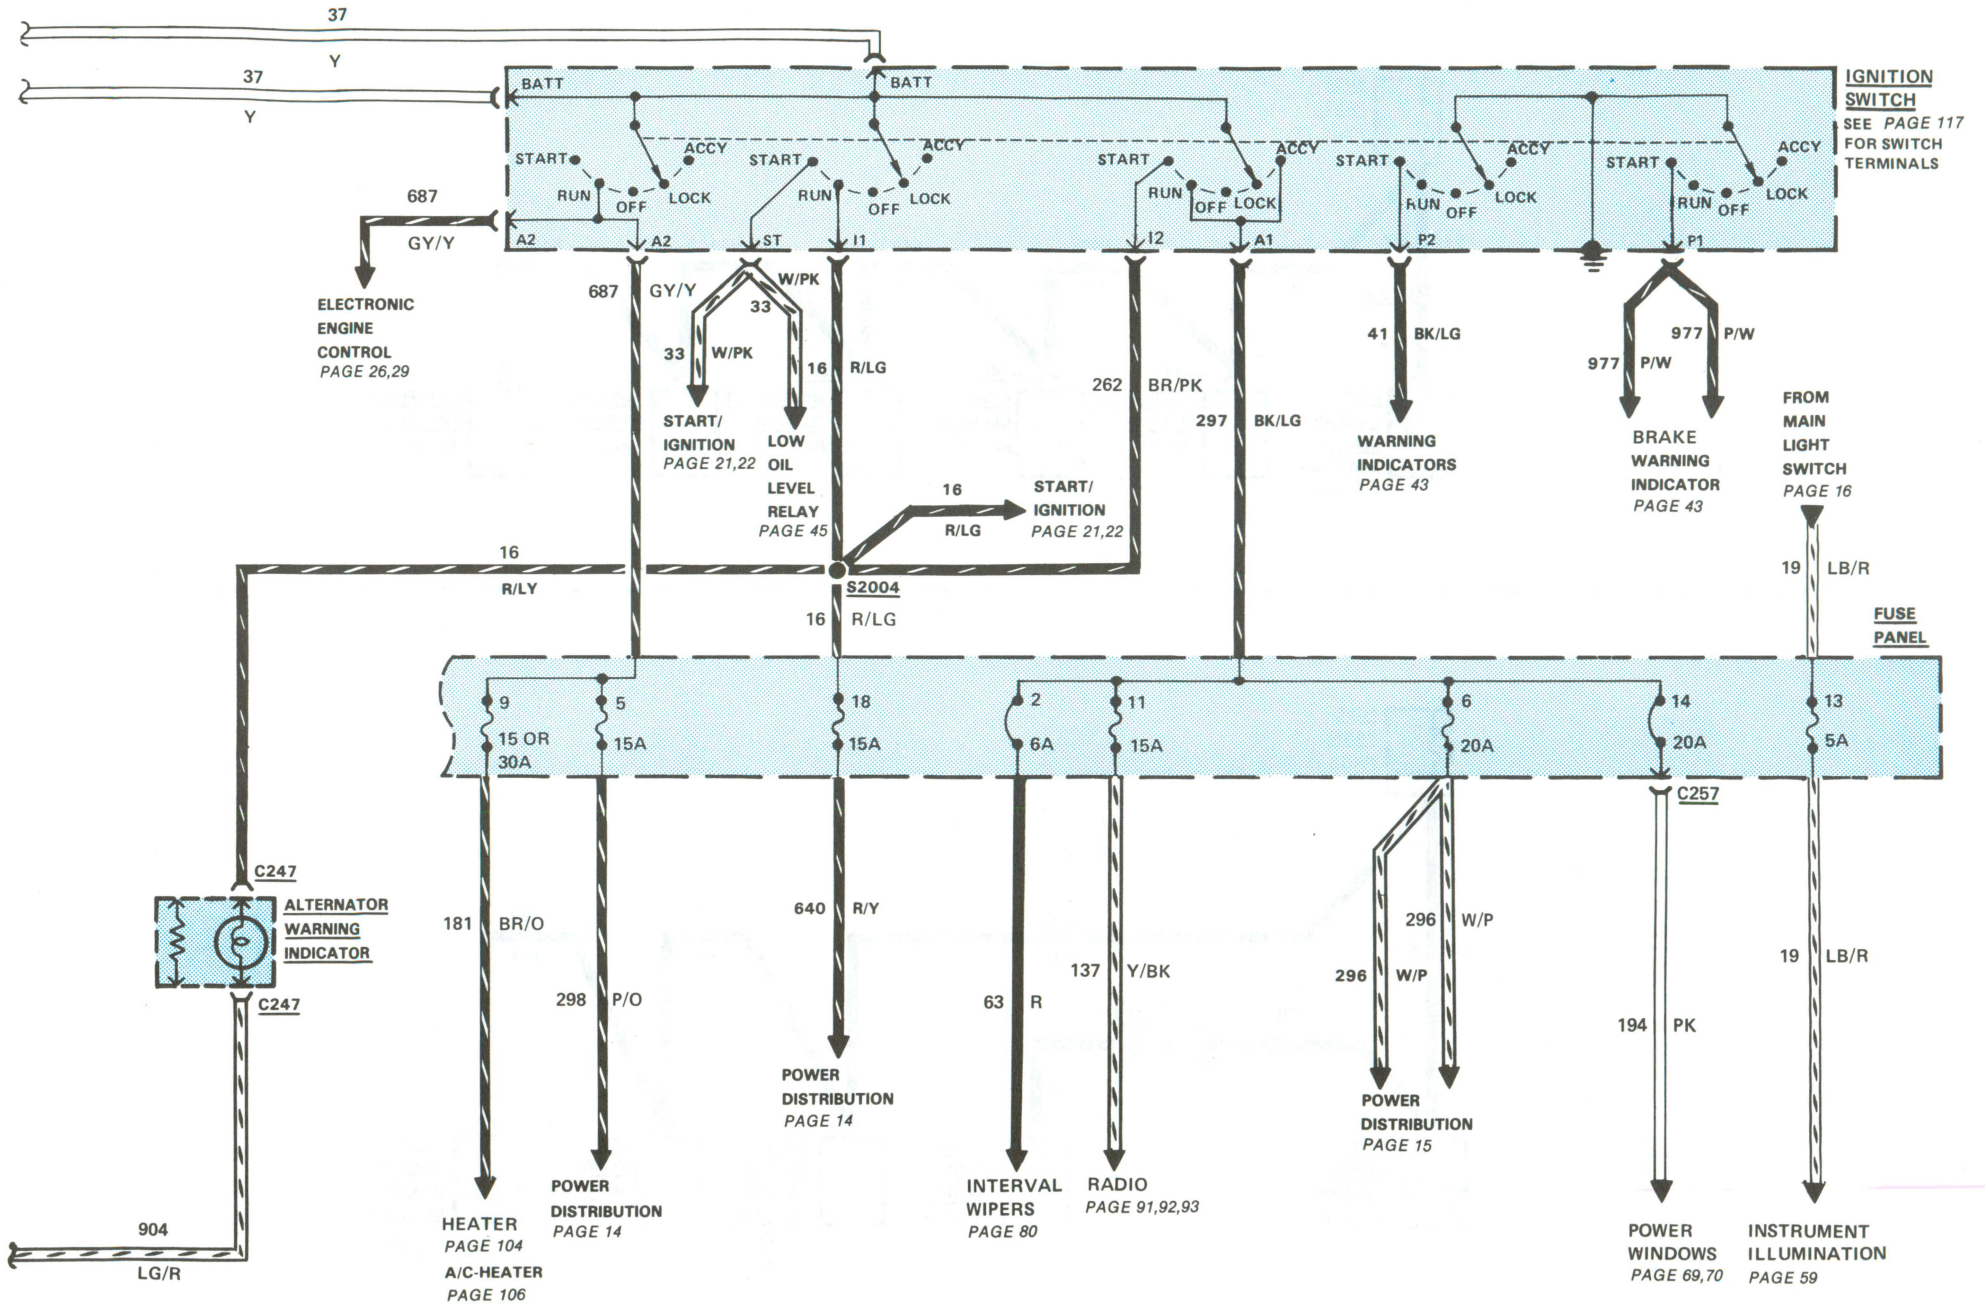 37
Y
37
Y
BATT
BATT
IGNITION
SWITCH
SEE PAGE 117
FOR SWITCH
TERMINALS
START
ACCY
RUN
OFF
LOCK
START
ACCY
RUN
OFF
LOCK
START
ACCY
RUN
OFF
LOCK
START
ACCY
RUN
OFF
LOCK
START
ACCY
RUN
OFF
LOCK
687
GY/Y
A2
A2
ST
I1
I2
A1
P2
P1
ELECTRONIC
ENGINE
CONTROL
PAGE 26,29
687
GY/Y
W/PK
33
33
W/PK
16
R/LG
START/
IGNITION
PAGE 21,22
LOW
OIL
LEVEL
RELAY
PAGE 45
262
BR/PK
297
BK/LG
41
BK/LG
WARNING
INDICATORS
PAGE 43
977
P/W
977
P/W
BRAKE
WARNING
INDICATOR
PAGE 43
FROM
MAIN
LIGHT
SWITCH
PAGE 16
16
R/LG
START/
IGNITION
PAGE 21,22
16
R/LY
S2004
16
R/LG
19
LB/R
FUSE
PANEL
9
15 OR
30A
5
15A
18
15A
2
6A
11
15A
6
20A
14
20A
13
5A
C257
C247
ALTERNATOR
WARNING
INDICATOR
C247
181
BR/O
298
P/O
640
R/Y
63
R
137
Y/BK
296
W/P
296
W/P
194
PK
19
LB/R
POWER
DISTRIBUTION
PAGE 14
POWER
DISTRIBUTION
PAGE 15
904
LG/R
HEATER
PAGE 104
A/C-HEATER
PAGE 106
POWER
DISTRIBUTION
PAGE 14
INTERVAL
WIPERS
PAGE 80
RADIO
PAGE 91,92,93
POWER
WINDOWS
PAGE 69,70
INSTRUMENT
ILLUMINATION
PAGE 59